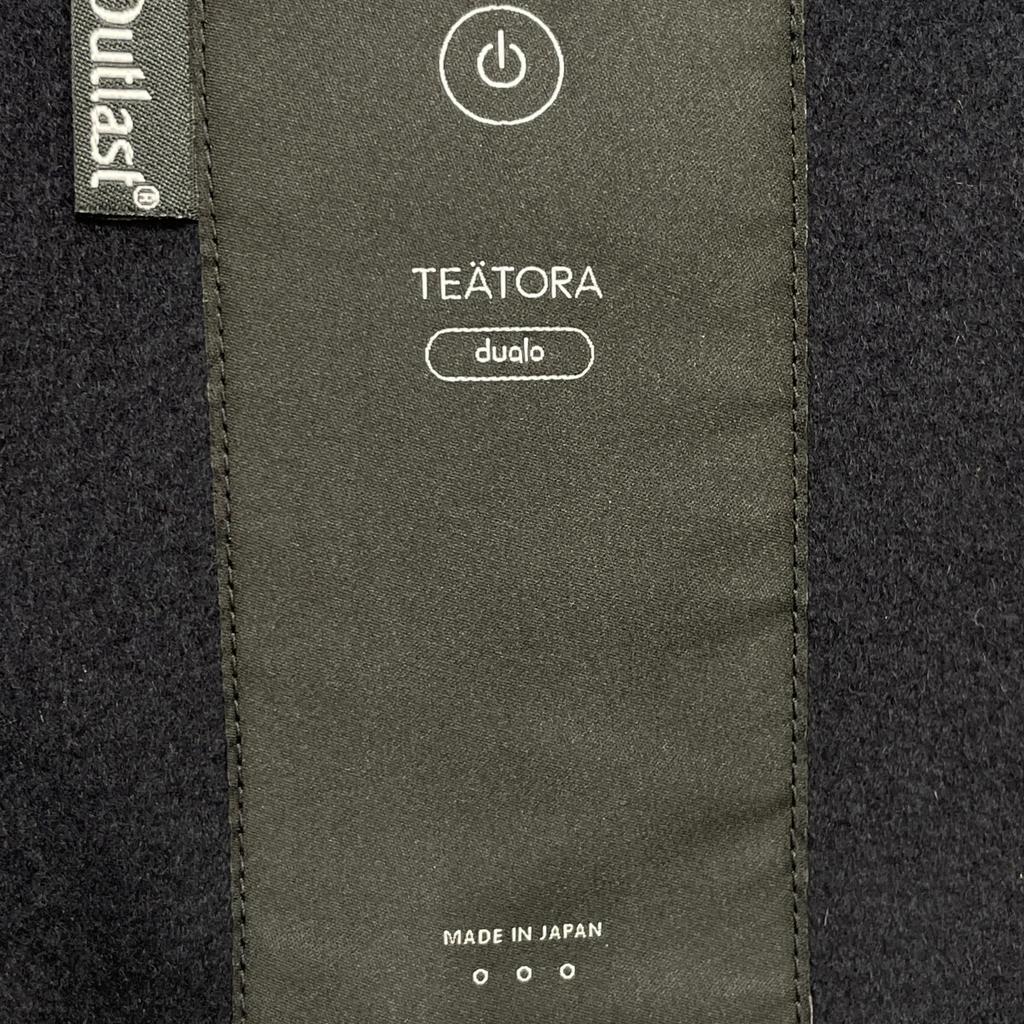 Outlast®
TEÄTORA
dualo
MADE IN JAPAN